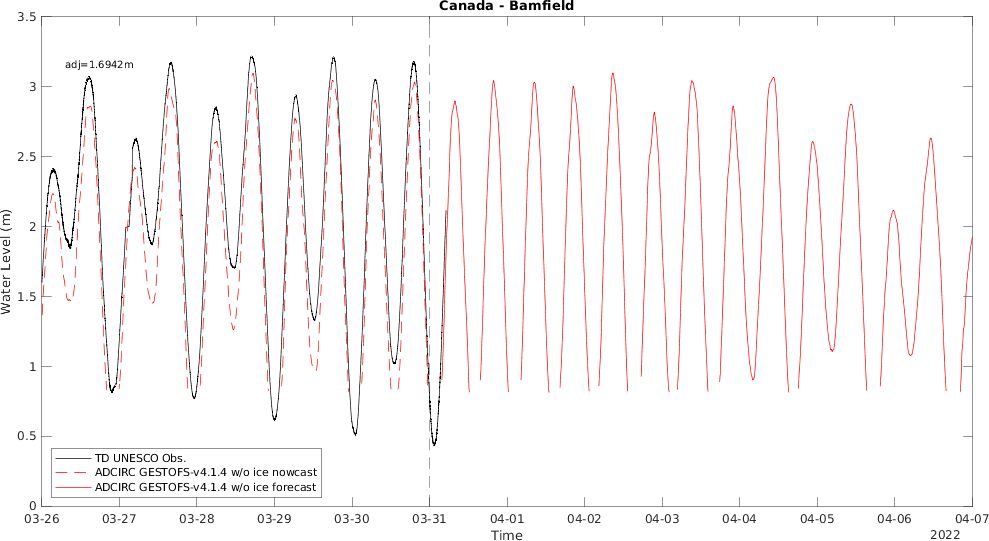 Canada - Bamfield
adj=1.6942m
3.5
3
2.5
2
1.5
1
0.5
0
Water Level (m)
TD UNESCO Obs.
ADCIRC GESTOFS-v4.1.4 w/o ice nowcast
ADCIRC GESTOFS-v4.1.4 w/o ice forecast
03-26 03-27 03-28 03-29 03-30 03-31 04-01 04-02 04-03 04-04 04-05 04-06 04-07
Time
2022